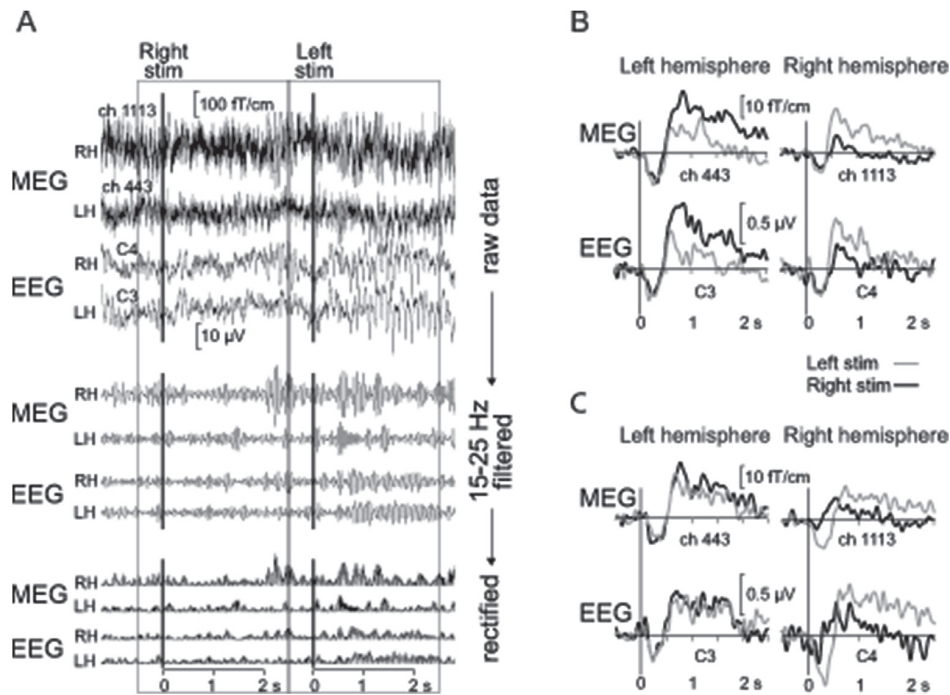 A
Right stim
Left stim
ch 1113
100 fT/cm
MEG
RH
ch 443
LH
C4
EEG
RH
C3
LH
10 µV
raw data
MEG
RH
LH
EEG
RH
LH
15-25 Hz filtered
MEG
RH
LH
EEG
RH
LH
rectified
1 2 s 0 1 2 s
B
Left hemisphere Right hemisphere
10 fT/cm
MEG
ch 443 ch 1113
0.5 µV
EEG
C3 C4
0 1 2 s 0 1 2 s
Left stim
Right stim
C
Left hemisphere Right hemisphere
10 fT/cm
MEG
ch 443 ch 1113
0.5 µV
EEG
C3 C4
0 1 2 s 0 1 2 s